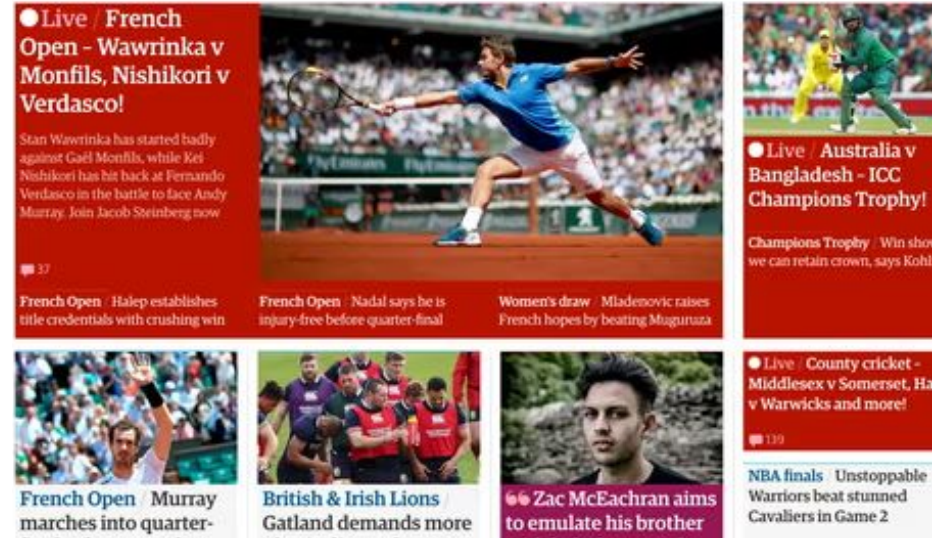 Live / French
Open - Wawrinka v
Monfils, Nishikori v
Verdasco!
Stan Wawrinka has started badly
against Gaël Monfils, while Kei
Nishikori has hit back at Fernando
Verdasco in the battle to face Andy
Murray. Join Jacob Steinberg now
37
French Open / Halep establishes
title credentials with crushing win
French Open / Nadal says he is
injury-free before quarter-final
Women's draw / Mladenovic raises
French hopes by beating Muguruza
Live / Australia v
Bangladesh - ICC
Champions Trophy!
Champions Trophy / Win show
we can retain crown, says Kohl
French Open / Murray
marches into quarter-
British & Irish Lions /
Gatland demands more
Zac McEachran aims
to emulate his brother
Live / County cricket -
Middlesex v Somerset, Ha
v Warwicks and more!
139
NBA finals / Unstoppable
Warriors beat stunned
Cavaliers in Game 2